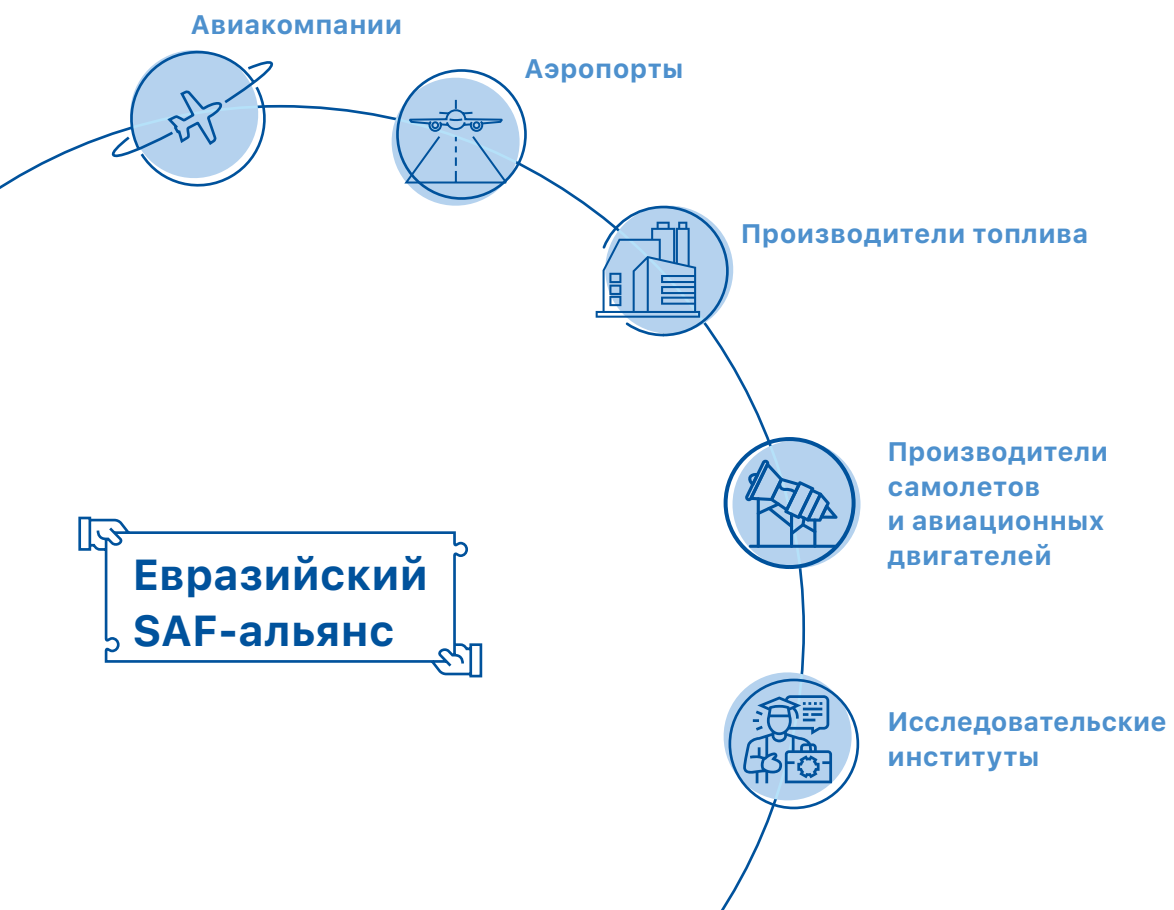 Авиакомпании
Аэропорты
Производители топлива
Производители
самолетов
и авиационных
двигателей
Евразийский
SAF-альянс
Исследовательские
институты